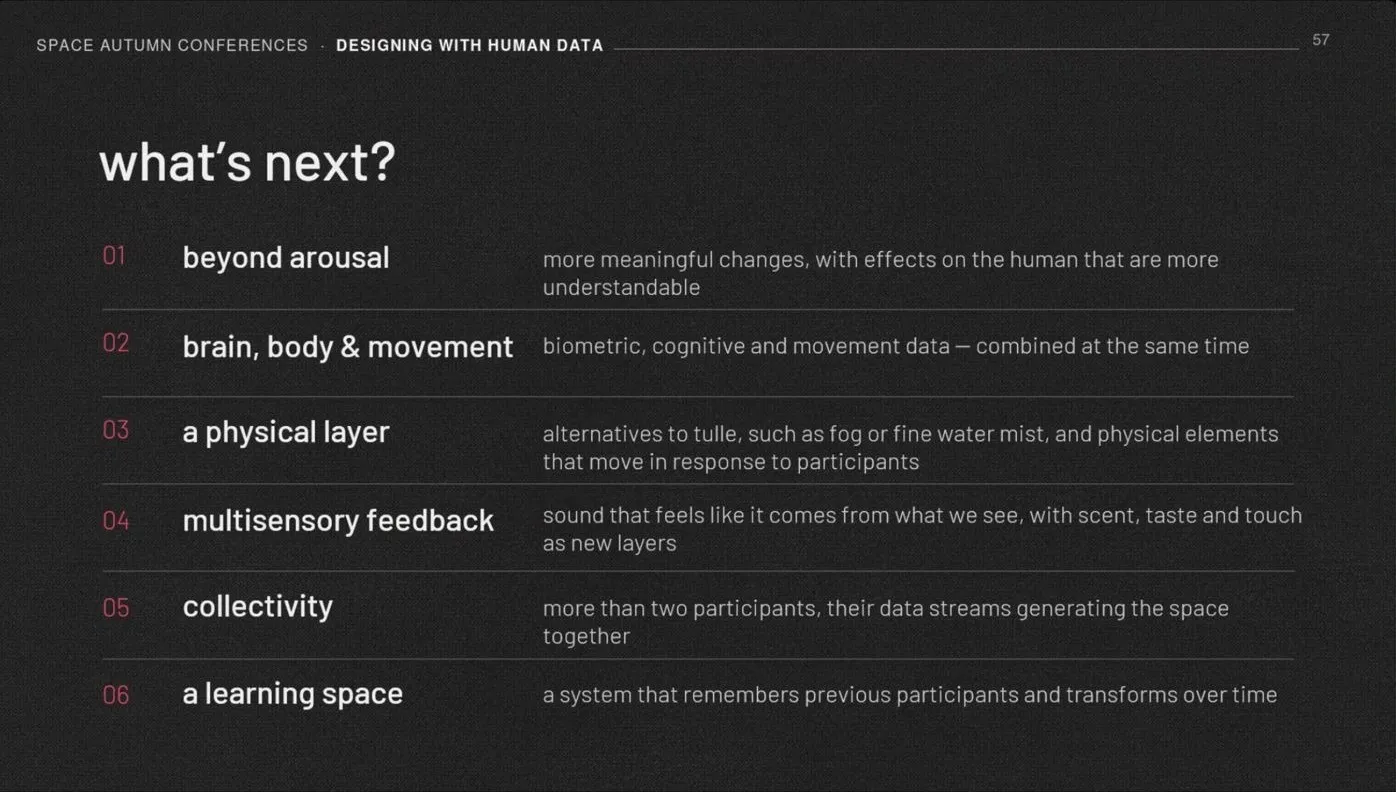 SPACE AUTUMN CONFERENCES · DESIGNING WITH HUMAN DATA
57
what’s next?
01
beyond arousal
more meaningful changes, with effects on the human that are more
understandable
02
brain, body & movement
biometric, cognitive and movement data — combined at the same time
03
a physical layer
alternatives to tulle, such as fog or fine water mist, and physical elements
that move in response to participants
04
multisensory feedback
sound that feels like it comes from what we see, with scent, taste and touch
as new layers
05
collectivity
more than two participants, their data streams generating the space
together
06
a learning space
a system that remembers previous participants and transforms over time